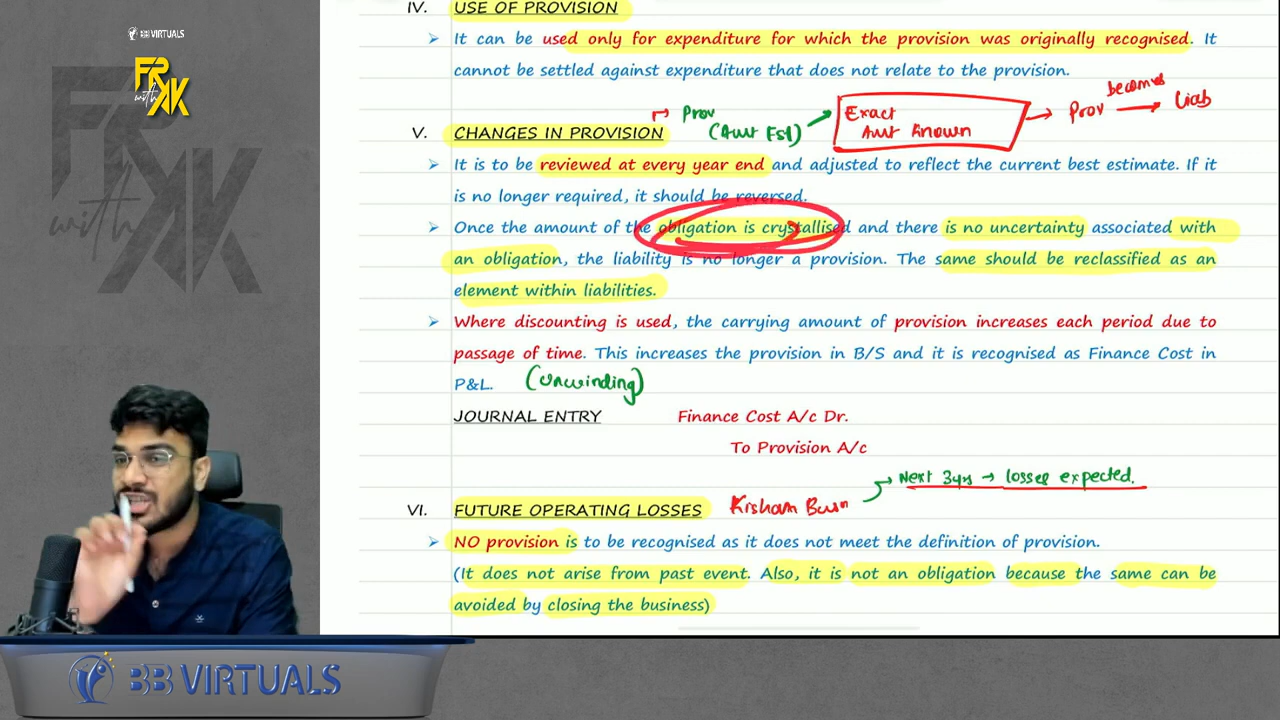 BB VIRTUALS
FR
with AK
FR
with AK
IV. USE OF PROVISION
➢ It can be used only for expenditure for which the provision was originally recognised. It
cannot be settled against expenditure that does not relate to the provision.
Prov
(Amt Est)
Exact
Amt Known
→ Prov becomes → Liab
V. CHANGES IN PROVISION
➢ It is to be reviewed at every year end and adjusted to reflect the current best estimate. If it
is no longer required, it should be reversed.
➢ Once the amount of the obligation is crystallised and there is no uncertainty associated with
an obligation, the liability is no longer a provision. The same should be reclassified as an
element within liabilities.
➢ Where discounting is used, the carrying amount of provision increases each period due to
passage of time. This increases the provision in B/S and it is recognised as Finance Cost in
P&L. (Unwinding)
JOURNAL ENTRY Finance Cost A/c Dr.
To Provision A/c
→ Next 3yrs → losses expected.
VI. FUTURE OPERATING LOSSES Kishan Busn
➢ NO provision is to be recognised as it does not meet the definition of provision.
(It does not arise from past event. Also, it is not an obligation because the same can be
avoided by closing the business)
BB VIRTUALS